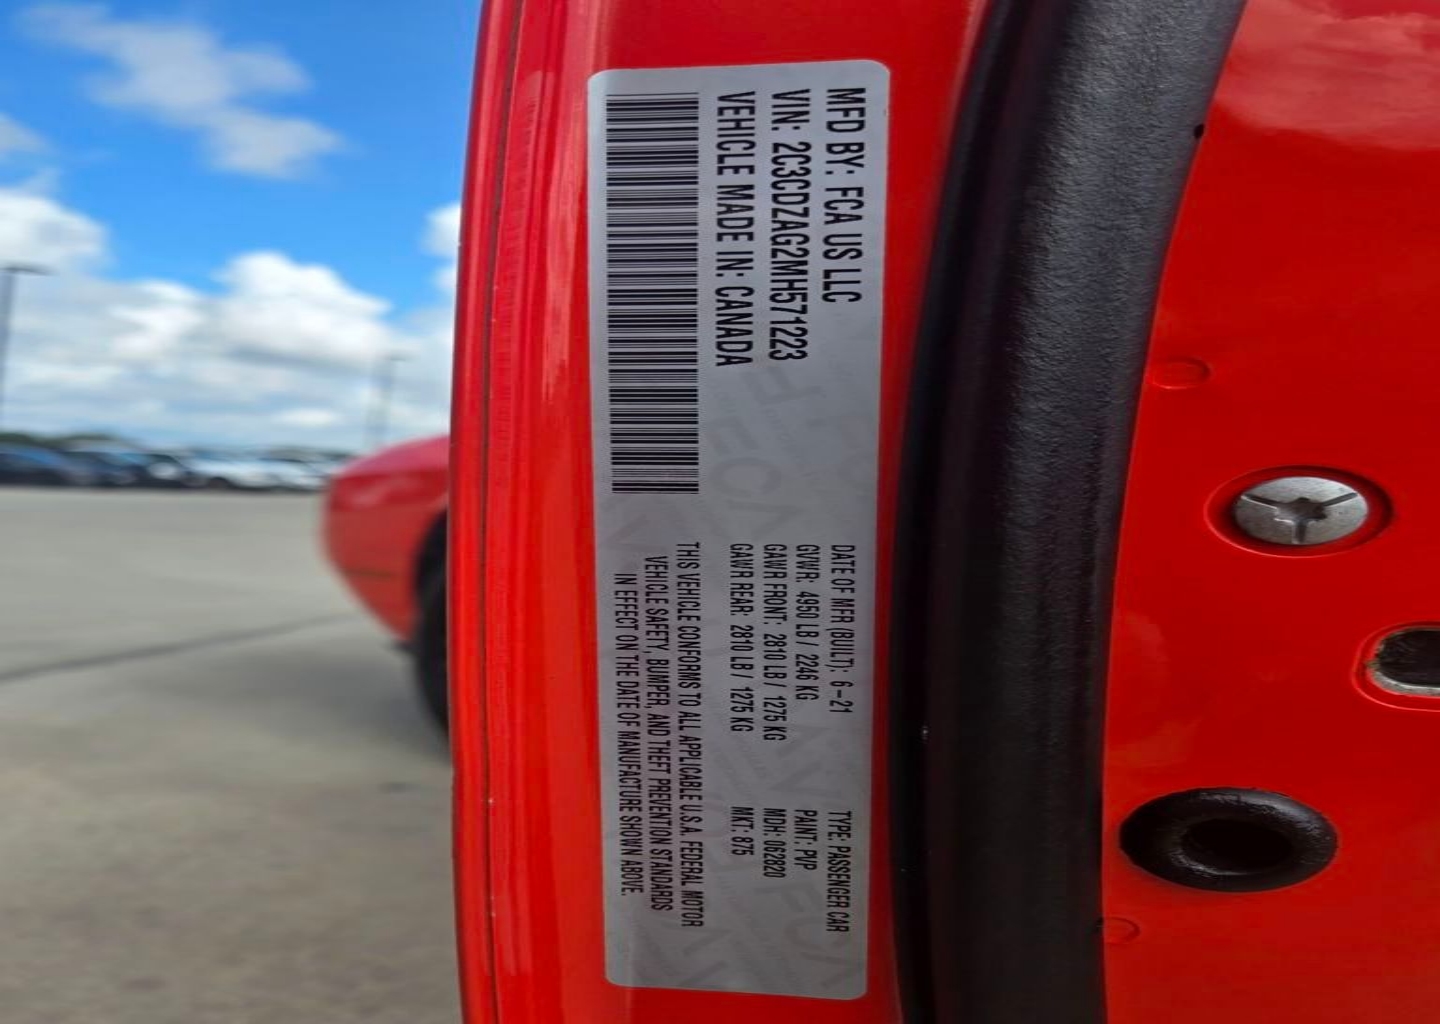 MFD BY: FCA US LLC
VIN: 2C3CDZAG2MH571223
VEHICLE MADE IN: CANADA
DATE OF MFR (BUILT): 6-21
GVWR: 4950 LB / 2246 KG
GAWR FRONT: 2810 LB / 1275 KG
GAWR REAR: 2810 LB / 1275 KG
TYPE: PASSENGER CAR
PAINT: PVP
MDH: 062820
MKT: 875
THIS VEHICLE CONFORMS TO ALL APPLICABLE U.S.A. FEDERAL MOTOR
VEHICLE SAFETY, BUMPER, AND THEFT PREVENTION STANDARDS
IN EFFECT ON THE DATE OF MANUFACTURE SHOWN ABOVE.